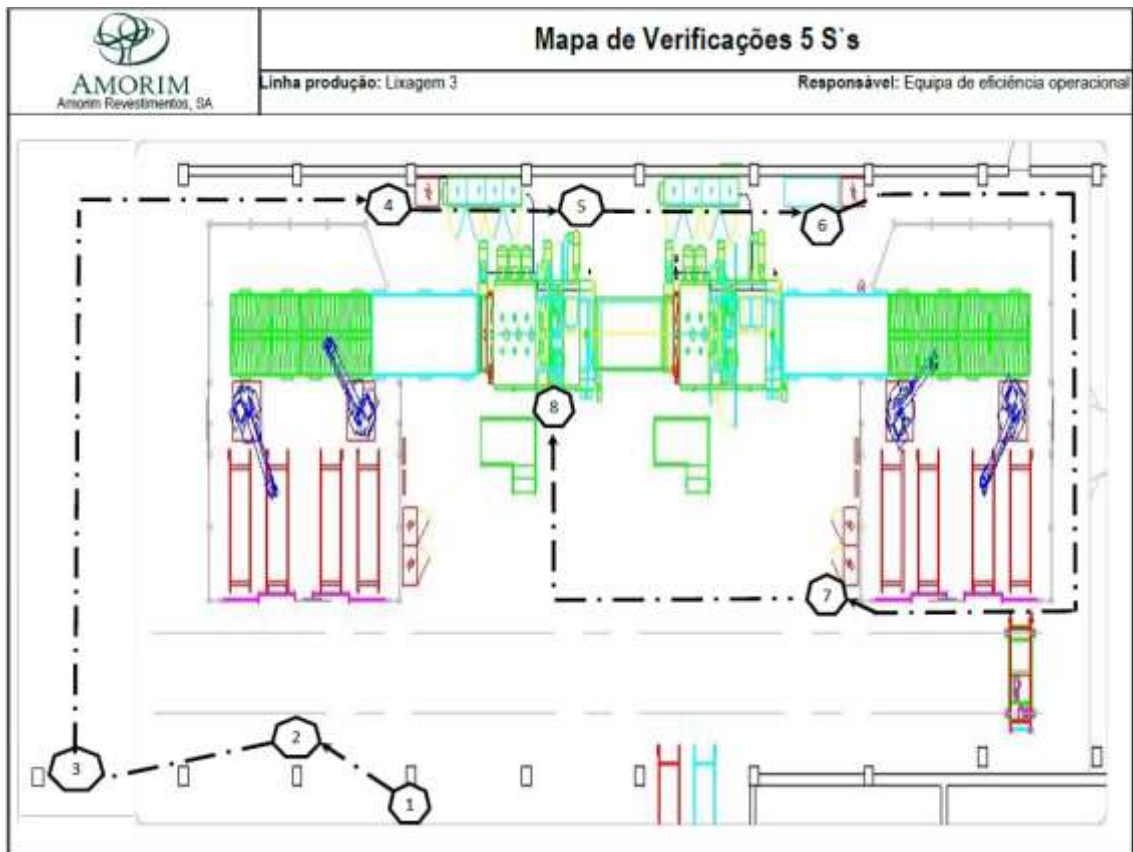 Mapa de Verificações 5 S`s
AMORIM
Amorim Revestimentos, SA
Linha produção: Lixagem 3
Responsável: Equipa de eficiência operacional
4
5
6
8
7
2
3
1